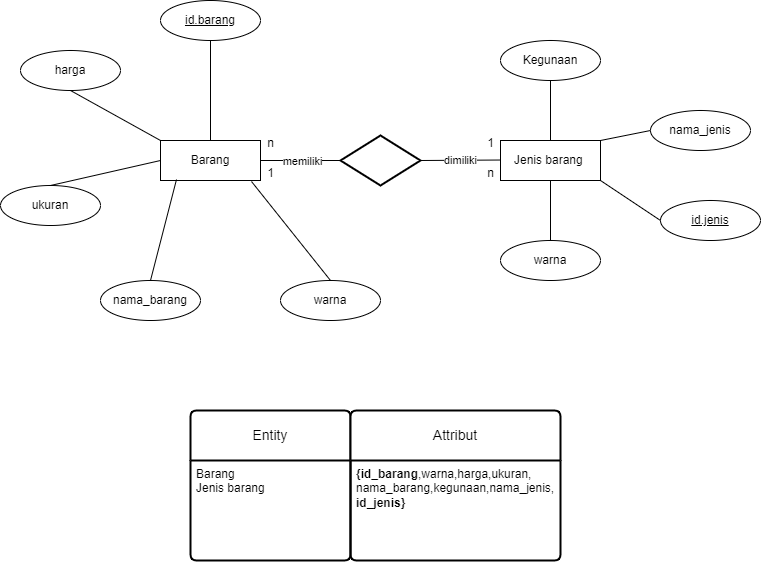 id.barang
harga
Kegunaan
nama_jenis
n
1
Barang
memiliki
dimiliki
Jenis barang
1
n
ukuran
id.jenis
warna
nama_barang
warna
Entity
Attribut
Barang
Jenis barang
{id_barang,warna,harga,ukuran,
nama_barang,kegunaan,nama_jenis,
id_jenis}